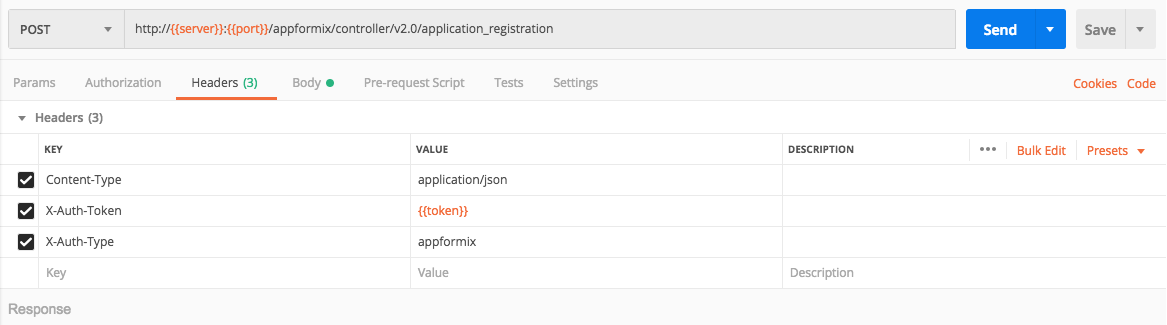 POST http://{{server}}:{{port}}/appformix/controller/v2.0/application_registration Send Save
Params Authorization Headers (3) Body Pre-request Script Tests Settings Cookies Code
Headers (3)
KEY VALUE DESCRIPTION ••• Bulk Edit Presets
Content-Type application/json
X-Auth-Token {{token}}
X-Auth-Type appformix
Key Value Description
Response